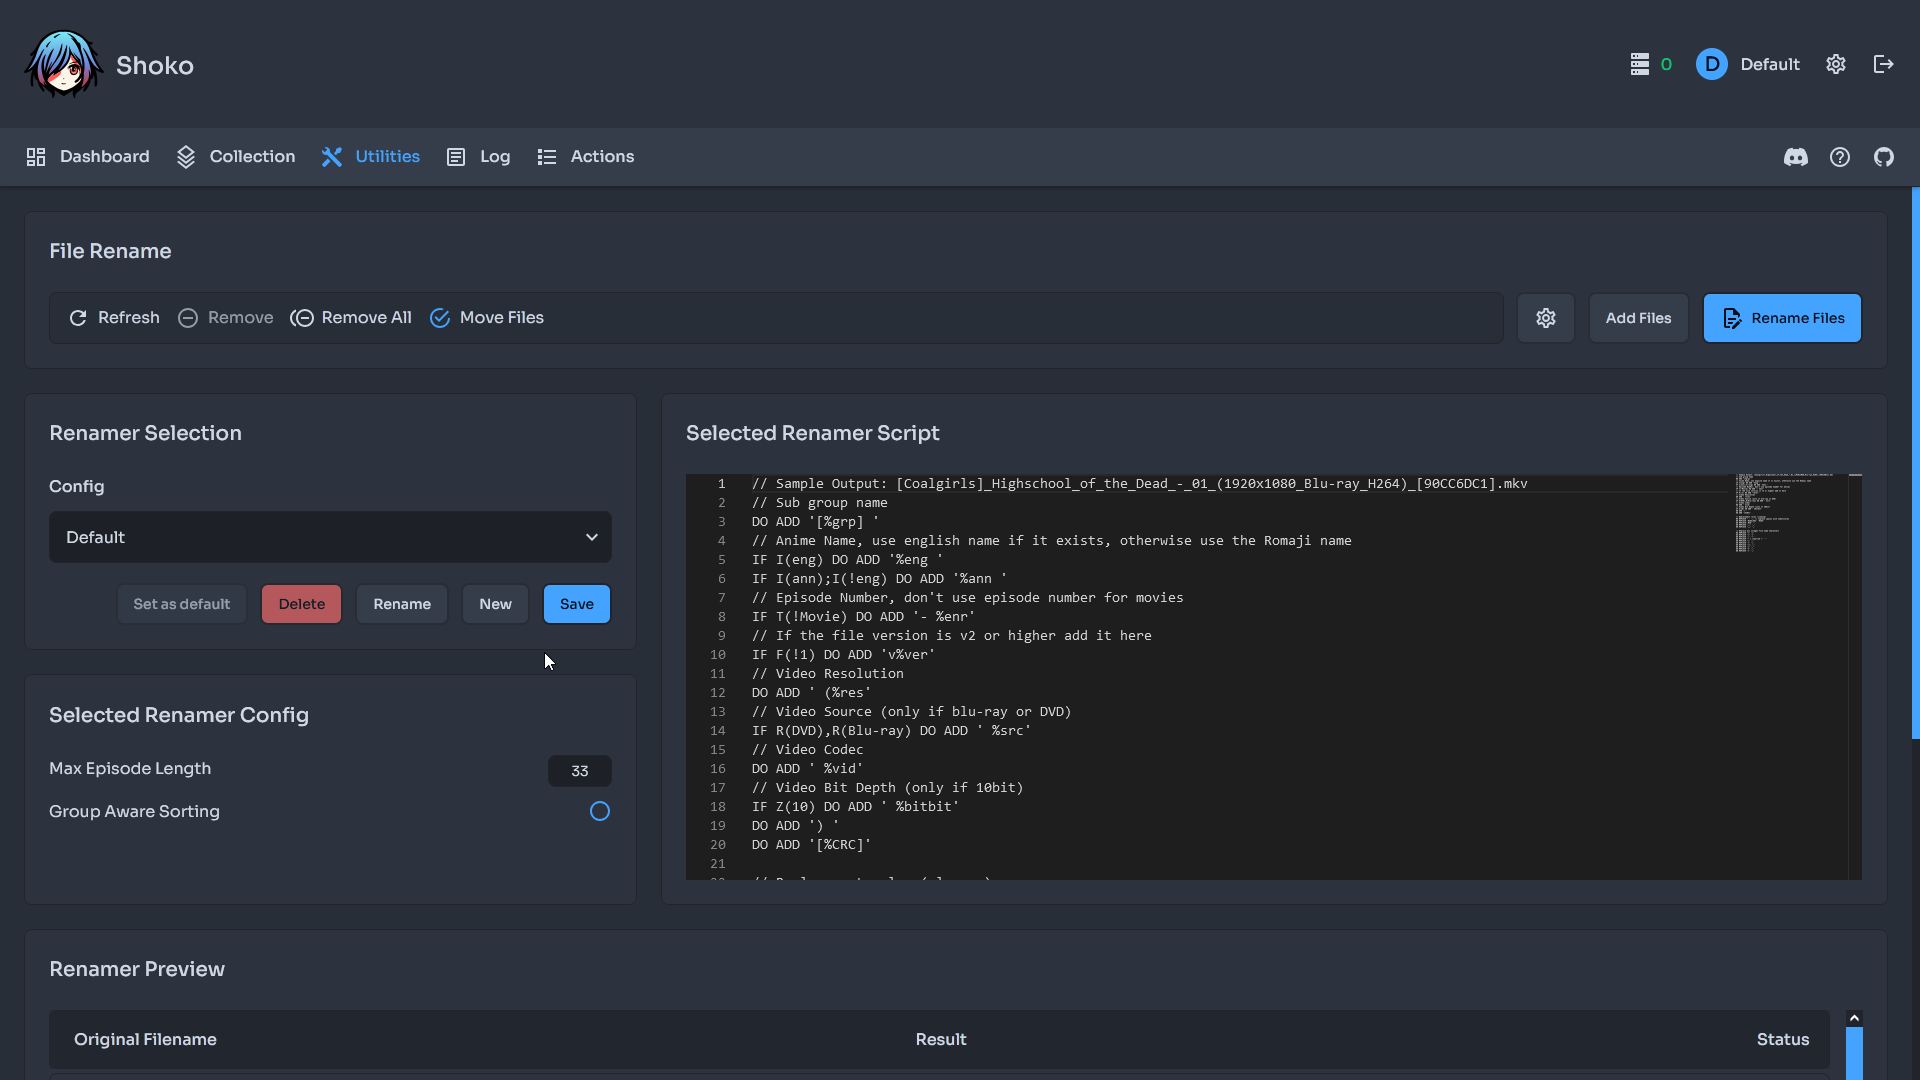 Shoko
0
D
Default
Dashboard
Collection
Utilities
Log
Actions
File Rename
Refresh
Remove
Remove All
Move Files
Add Files
Rename Files
Renamer Selection
Config
Default
Set as default
Delete
Rename
New
Save
Selected Renamer Config
Max Episode Length
33
Group Aware Sorting
Selected Renamer Script
1 // Sample Output: [Coalgirls]_Highschool_of_the_Dead_-_01_(1920x1080_Blu-ray_H264)_[90CC6DC1].mkv
2 // Sub group name
3 DO ADD '[%grp] '
4 // Anime Name, use english name if it exists, otherwise use the Romaji name
5 IF I(eng) DO ADD '%eng '
6 IF I(ann);I(!eng) DO ADD '%ann '
7 // Episode Number, don't use episode number for movies
8 IF T(!Movie) DO ADD '- %enr'
9 // If the file version is v2 or higher add it here
10 IF F(!1) DO ADD 'v%ver'
11 // Video Resolution
12 DO ADD ' (%res'
13 // Video Source (only if blu-ray or DVD)
14 IF R(DVD),R(Blu-ray) DO ADD ' %src'
15 // Video Codec
16 DO ADD ' %vid'
17 // Video Bit Depth (only if 10bit)
18 IF Z(10) DO ADD ' %bitbit'
19 DO ADD ') '
20 DO ADD '[%CRC]'
21
Renamer Preview
Original Filename
Result
Status